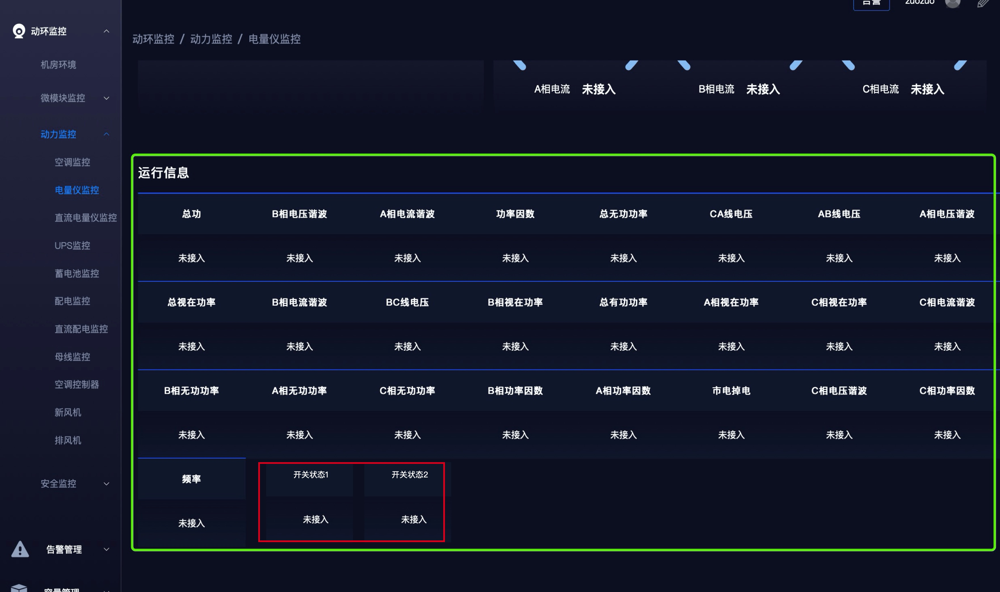 告警
zuozuo
动环监控
动环监控 / 动力监控 / 电量仪监控
机房环境
微模块监控
动力监控
空调监控
电量仪监控
直流电量仪监控
UPS监控
蓄电池监控
配电监控
直流配电监控
母线监控
空调控制器
新风机
排风机
安全监控
告警管理
容量管理
A相电流 未接入 B相电流 未接入 C相电流 未接入
运行信息
总功 B相电压谐波 A相电流谐波 功率因数 总无功功率 CA线电压 AB线电压 A相电压谐波
未接入 未接入 未接入 未接入 未接入 未接入 未接入 未接入
总视在功率 B相电流谐波 BC线电压 B相视在功率 总有功功率 A相视在功率 C相视在功率 C相电流谐波
未接入 未接入 未接入 未接入 未接入 未接入 未接入 未接入
B相无功功率 A相无功功率 C相无功功率 B相功率因数 A相功率因数 市电掉电 C相电压谐波 C相功率因数
未接入 未接入 未接入 未接入 未接入 未接入 未接入 未接入
频率 开关状态1 开关状态2
未接入 未接入 未接入